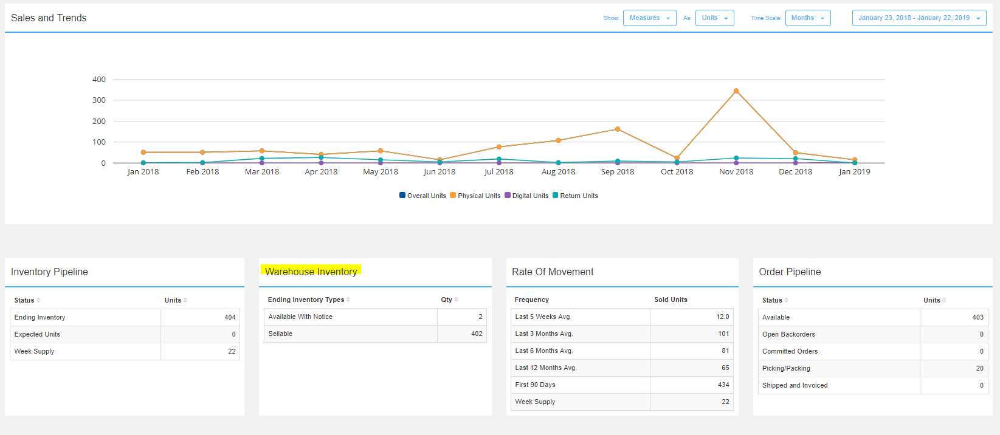 Sales and Trends
Show: Measures As: Units Time Scale: Months January 23, 2018 - January 22, 2019
400
300
200
100
0
Jan 2018 Feb 2018 Mar 2018 Apr 2018 May 2018 Jun 2018 Jul 2018 Aug 2018 Sep 2018 Oct 2018 Nov 2018 Dec 2018 Jan 2019
Overall Units Physical Units Digital Units Return Units
Inventory Pipeline
Status Units
Ending Inventory 404
Expected Units 0
Week Supply 22
Warehouse Inventory
Ending Inventory Types Qty
Available With Notice 2
Sellable 402
Rate Of Movement
Frequency Sold Units
Last 5 Weeks Avg. 12.0
Last 3 Months Avg. 101
Last 6 Months Avg. 81
Last 12 Months Avg. 65
First 90 Days 434
Week Supply 22
Order Pipeline
Status Units
Available 403
Open Backorders 0
Committed Orders 0
Picking/Packing 20
Shipped and Invoiced 0